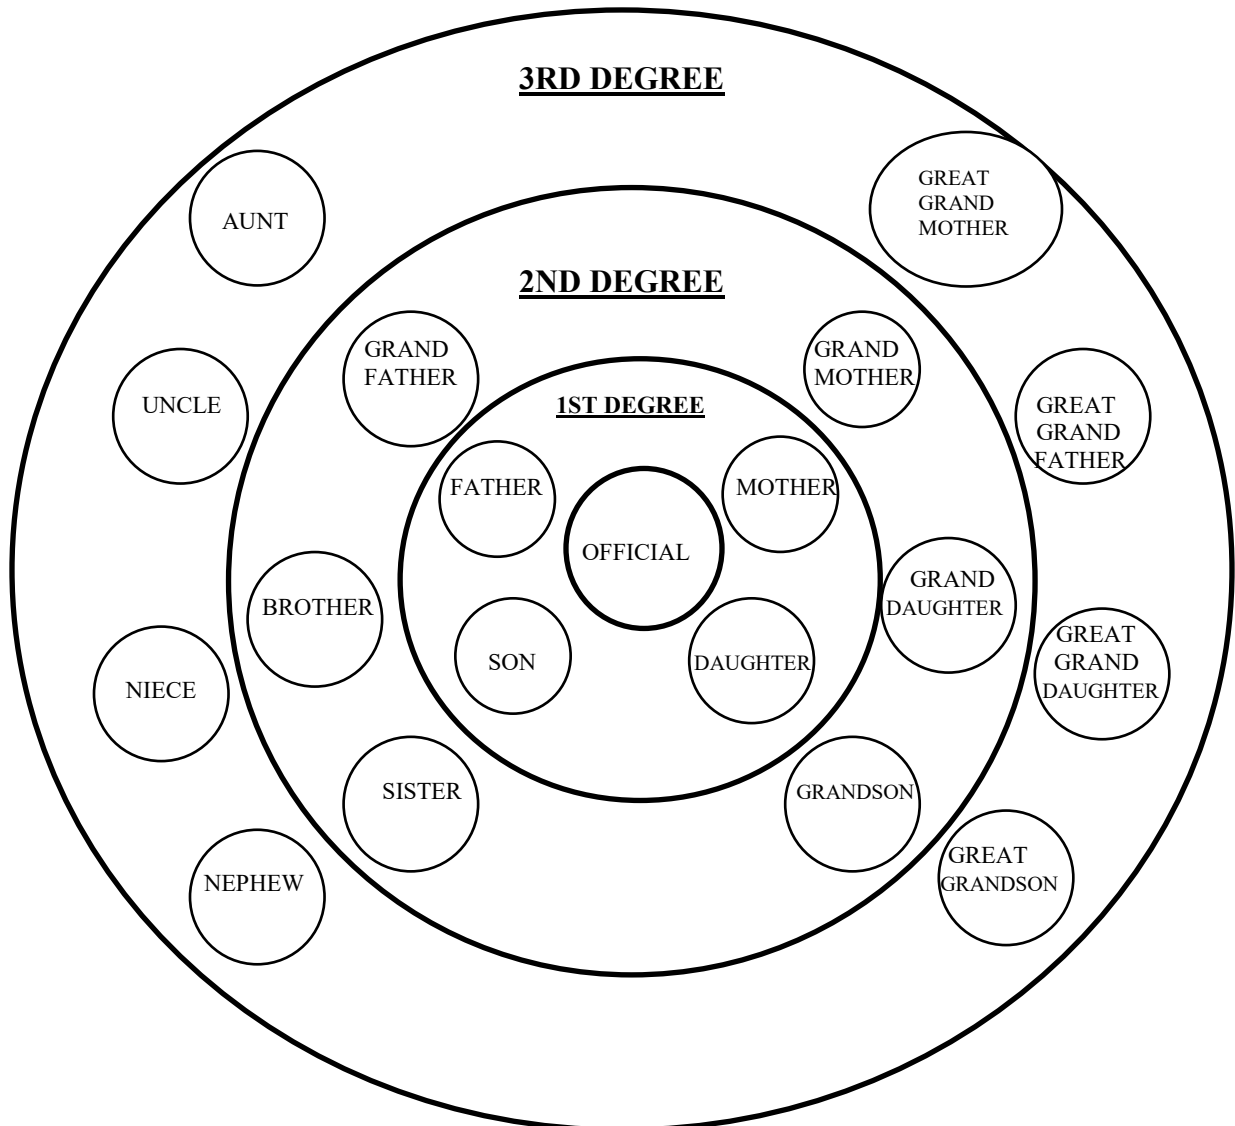 3RD DEGREE
AUNT
GREAT
GRAND
MOTHER
2ND DEGREE
GRAND
FATHER
GRAND
MOTHER
UNCLE
1ST DEGREE
GREAT
GRAND
FATHER
FATHER
MOTHER
OFFICIAL
BROTHER
GRAND
DAUGHTER
SON
DAUGHTER
NIECE
GREAT
GRAND
DAUGHTER
SISTER
GRANDSON
NEPHEW
GREAT
GRANDSON